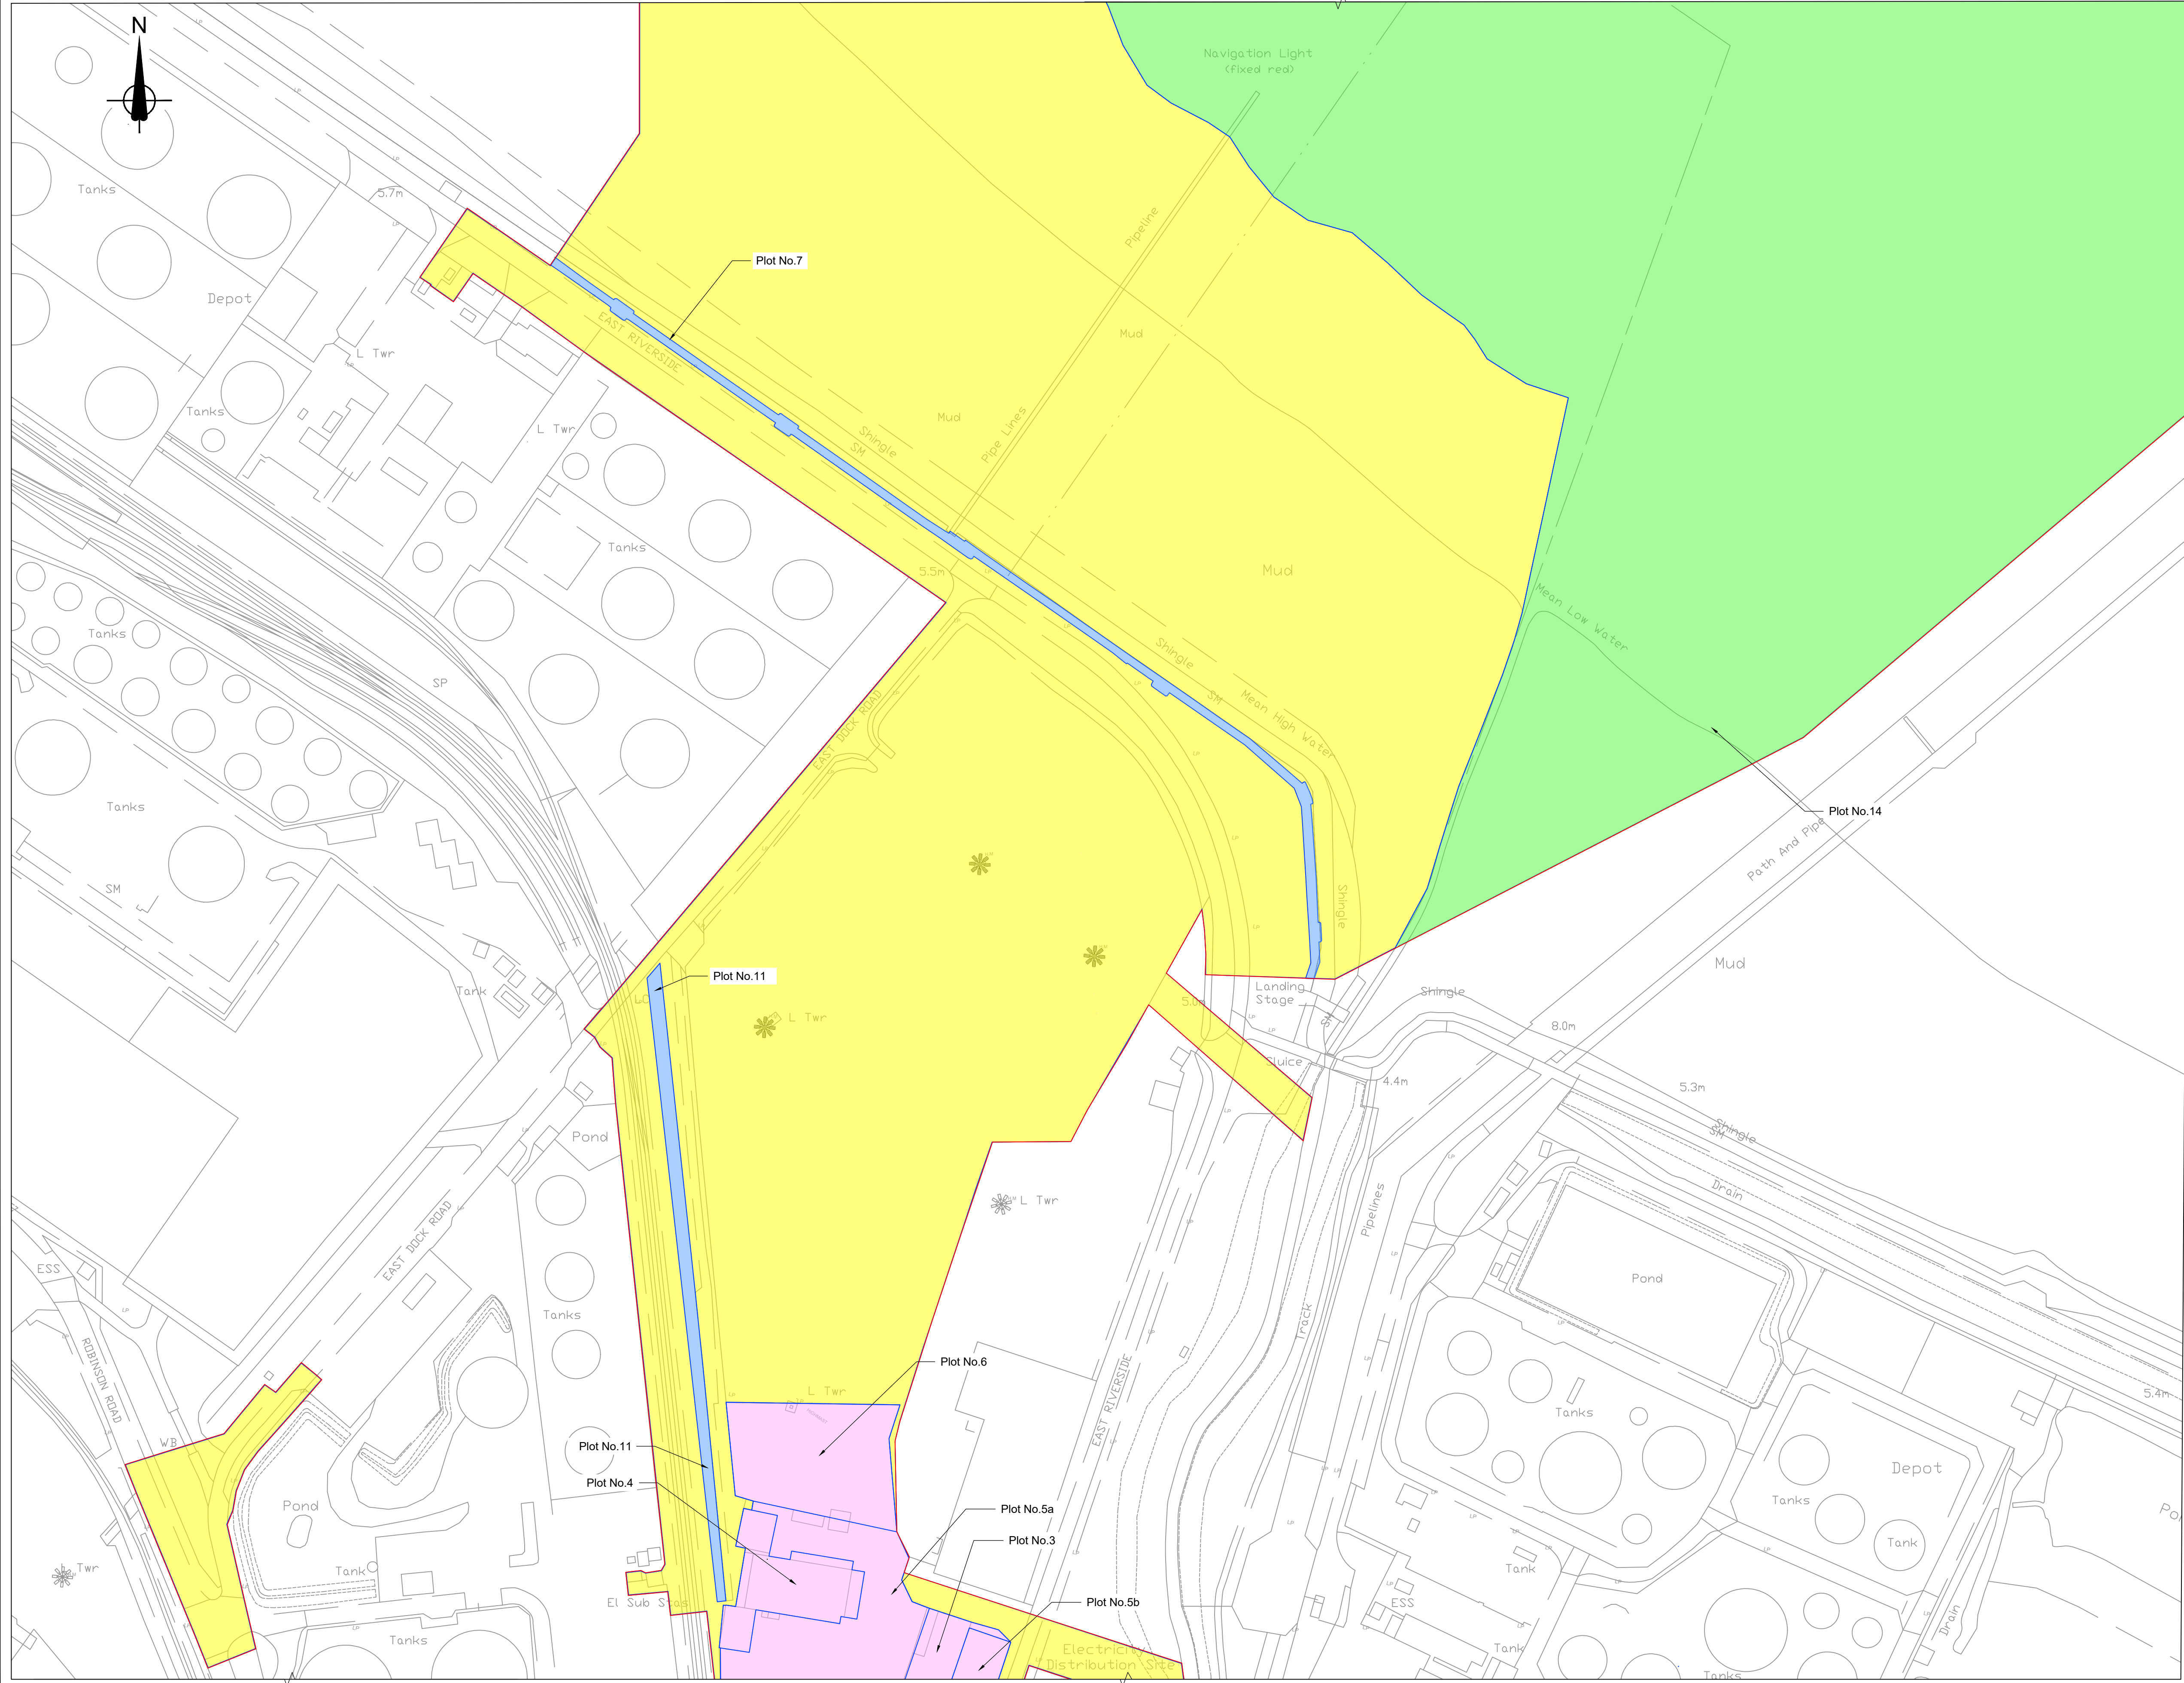 N
Navigation Light
(fixed red)
Tanks
5.7m
Pipeline
Plot No.7
Depot
EAST RIVERSIDE
Mud
L Twr
Tanks
Mud
Pipe Lines
Shingle
SM
L Twr
Tanks
5.5m
Mud
Mean Low Water
Tanks
Shingle
SM
Mean High Water
SP
EAST DOCK ROAD
Tanks
Plot No.14
Path And Pipe
SM
Shingle
Mud
Plot No.11
Tank
LC
Landing
Stage
5.0m
Shingle
L Twr
SM
8.0m
Sluice
4.4m
5.3m
Pond
Shingle
SM
Drain
L Twr
Pipelines
EAST DOCK ROAD
ESS
Pond
Tanks
Track
ROBINSON ROAD
Plot No.6
EAST RIVERSIDE
L Twr
5.4m
Tanks
WB
Plot No.11
Depot
Plot No.4
Pond
Plot No.5a
Tanks
Plot No.3
Tank
L Twr
Tank
Tank
El Sub Stas
Plot No.5b
ESS
Drain
Tanks
Electricity
Distribution Site
Tank
Tanks